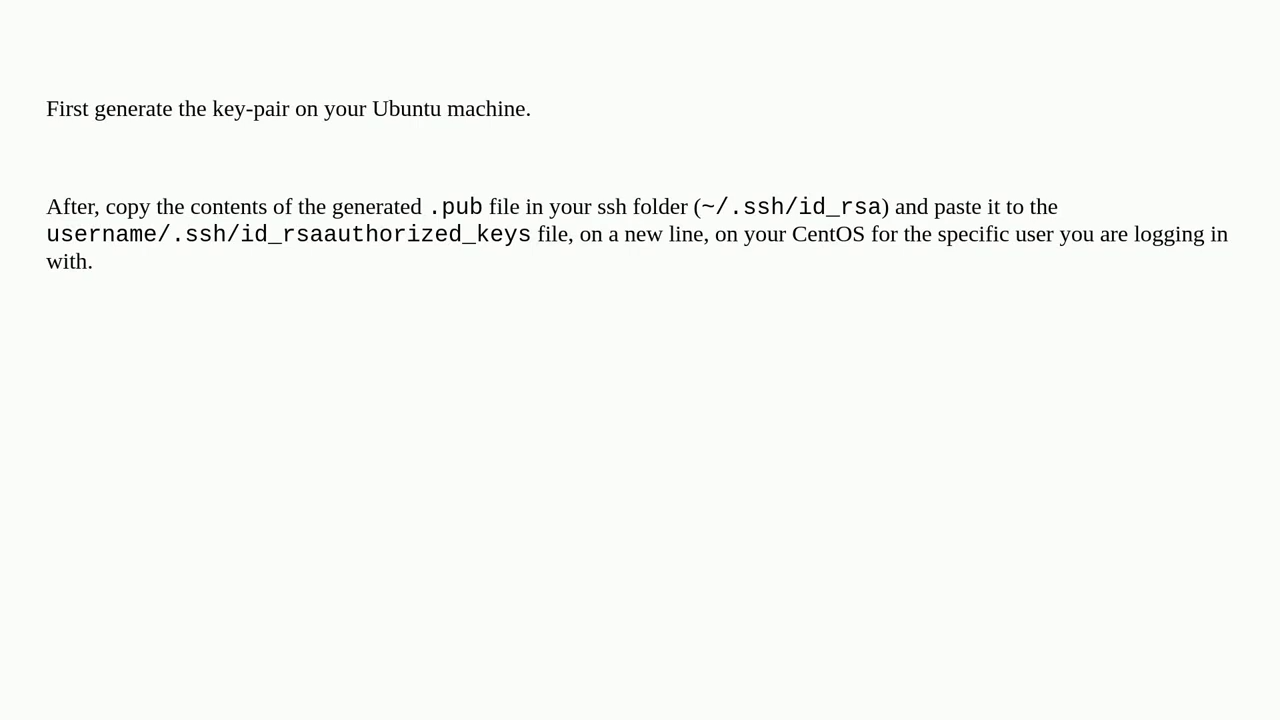 First generate the key-pair on your Ubuntu machine.
After, copy the contents of the generated .pub file in your ssh folder (~/.ssh/id_rsa) and paste it to the
username/.ssh/id_rsaauthorized_keys file, on a new line, on your CentOS for the specific user you are logging in
with.